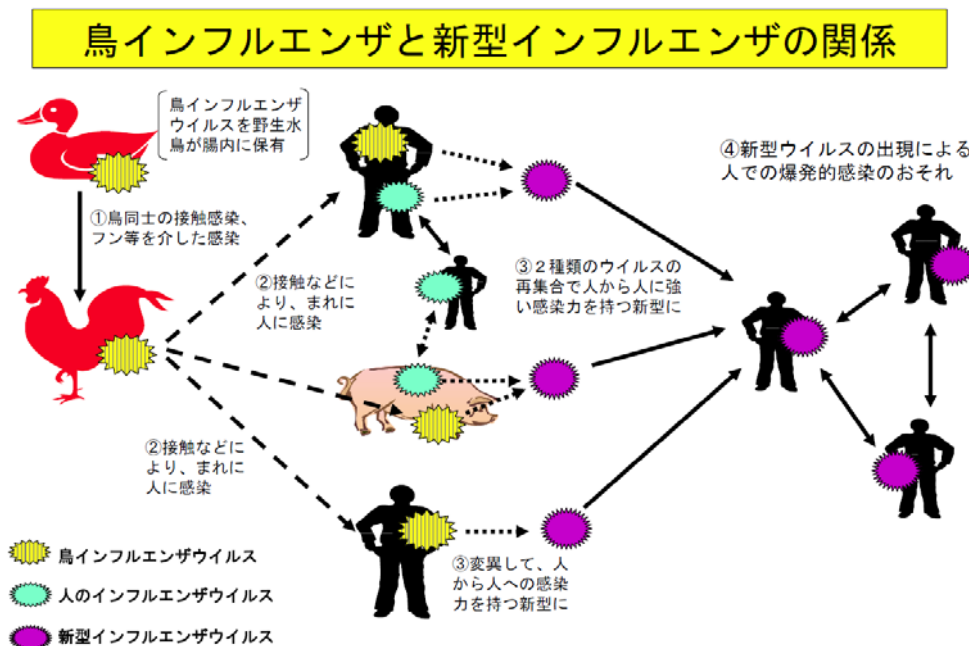 鳥インフルエンザと新型インフルエンザの関係
鳥インフルエンザ
ウイルスを野生水
鳥が腸内に保有
④新型ウイルスの出現による
人での爆発的感染のおそれ
①鳥同士の接触感染、
フン等を介した感染
②接触などに
より、まれに
人に感染
③２種類のウイルスの
再集合で人から人に強
い感染力を持つ新型に
②接触などに
より、まれに
人に感染
③変異して、人
から人への感染
力を持つ新型に
鳥インフルエンザウイルス
人のインフルエンザウイルス
新型インフルエンザウイルス